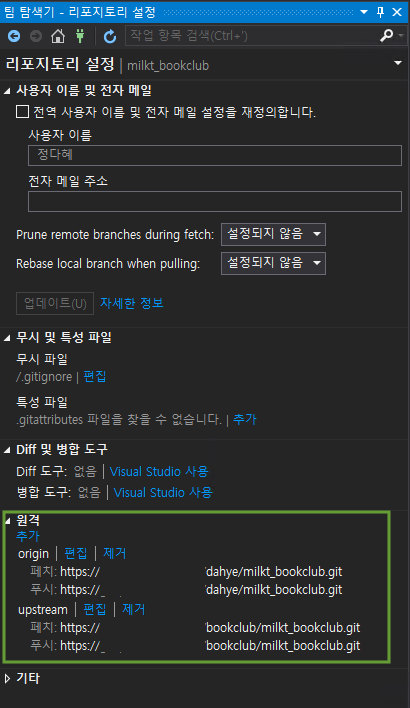 팀 탐색기 - 리포지토리 설정
작업 항목 검색(Ctrl+')
리포지토리 설정 | milkt_bookclub
사용자 이름 및 전자 메일
전역 사용자 이름 및 전자 메일 설정을 재정의합니다.
사용자 이름
정다혜
전자 메일 주소
Prune remote branches during fetch: 설정되지 않음
Rebase local branch when pulling: 설정되지 않음
업데이트(U) 자세한 정보
무시 및 특성 파일
무시 파일
/.gitignore | 편집
특성 파일
.gitattributes 파일을 찾을 수 없습니다. | 추가
Diff 및 병합 도구
Diff 도구: 없음 | Visual Studio 사용
병합 도구: 없음 | Visual Studio 사용
원격
추가
origin | 편집 | 제거
페치: https:/ dahye/milkt_bookclub.git
푸시: https:/ dahye/milkt_bookclub.git
upstream | 편집 | 제거
페치: https:/ bookclub/milkt_bookclub.git
푸시: https:/ bookclub/milkt_bookclub.git
기타